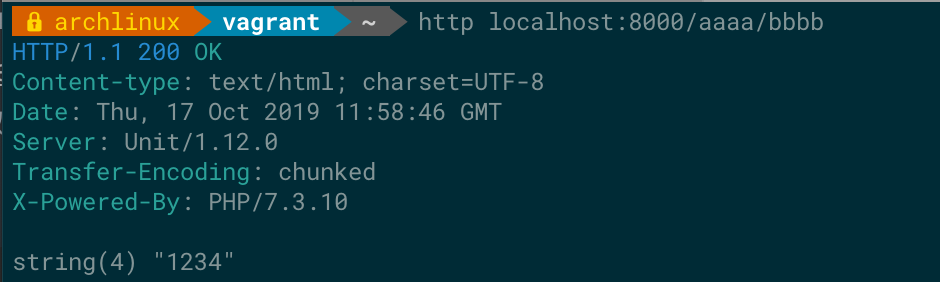 archlinux vagrant ~ http localhost:8000/aaaa/bbbb
HTTP/1.1 200 OK
Content-type: text/html; charset=UTF-8
Date: Thu, 17 Oct 2019 11:58:46 GMT
Server: Unit/1.12.0
Transfer-Encoding: chunked
X-Powered-By: PHP/7.3.10
string(4) "1234"